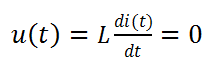 u(t) = L di(t)/dt = 0